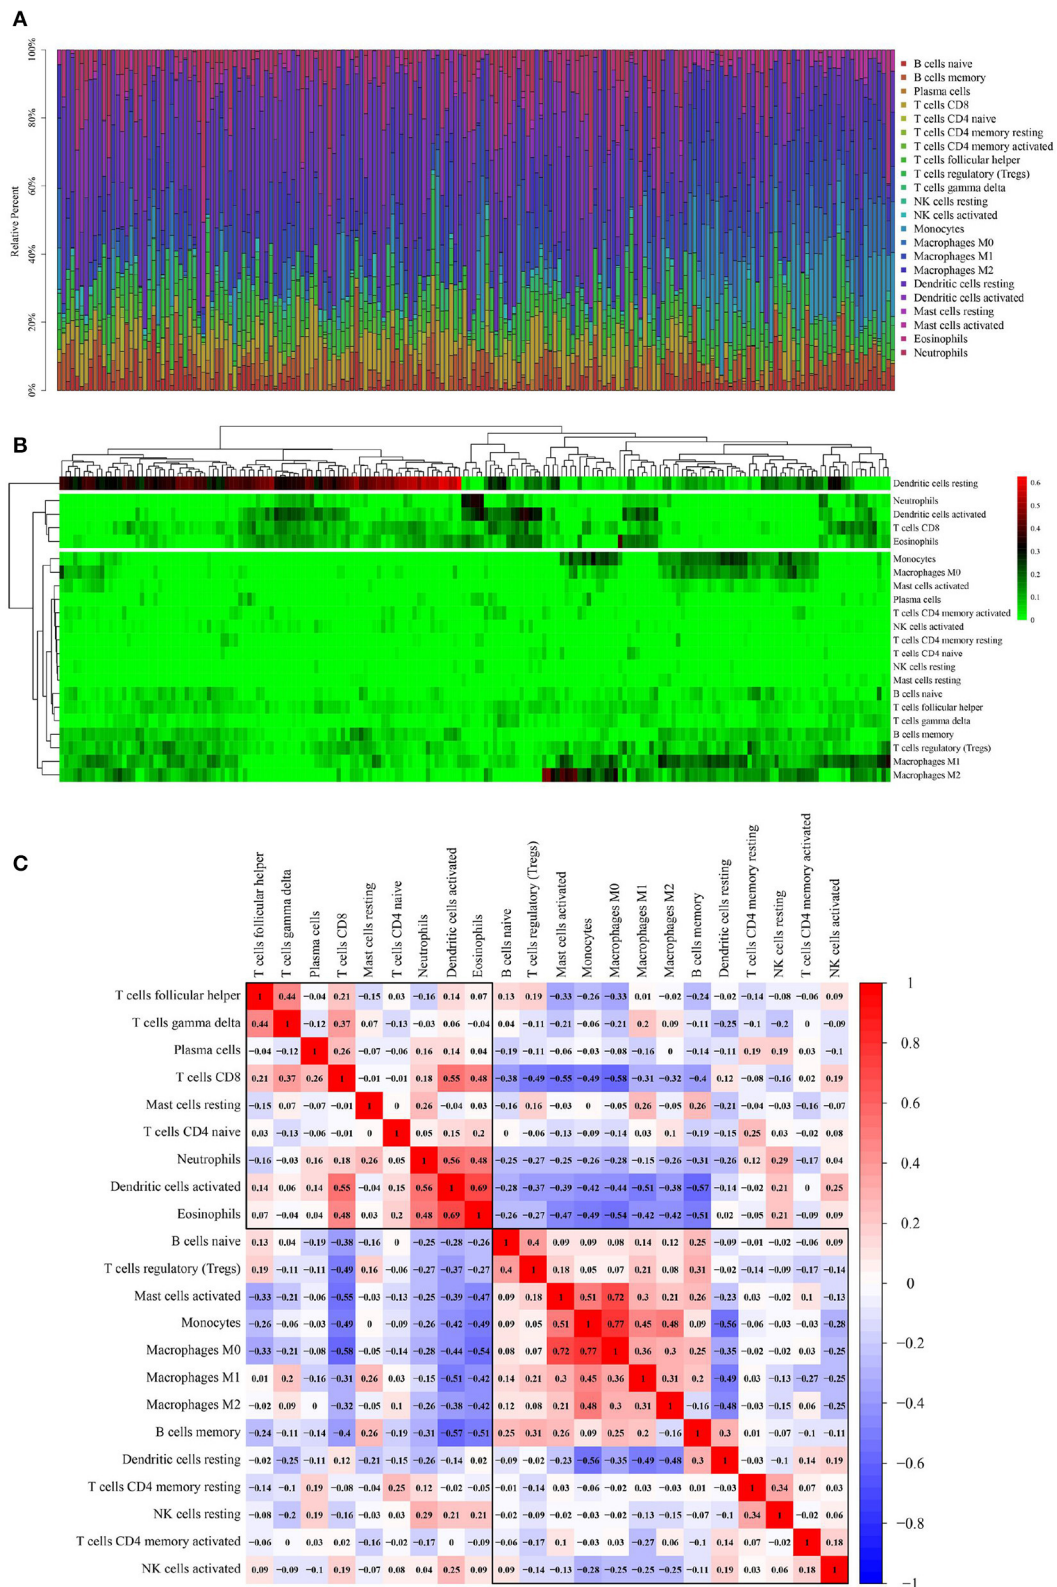 A
100%
80%
60%
40%
20%
0%
Relative Percent
B cells naive
B cells memory
Plasma cells
T cells CD8
T cells CD4 naive
T cells CD4 memory resting
T cells CD4 memory activated
T cells follicular helper
T cells regulatory (Tregs)
T cells gamma delta
NK cells resting
NK cells activated
Monocytes
Macrophages M0
Macrophages M1
Macrophages M2
Dendritic cells resting
Dendritic cells activated
Mast cells resting
Mast cells activated
Eosinophils
Neutrophils
B
Dendritic cells resting
Neutrophils
Dendritic cells activated
T cells CD8
Eosinophils
Monocytes
Macrophages M0
Mast cells activated
Plasma cells
T cells CD4 memory activated
NK cells activated
T cells CD4 memory resting
T cells CD4 naive
NK cells resting
Mast cells resting
B cells naive
T cells follicular helper
T cells gamma delta
B cells memory
T cells regulatory (Tregs)
Macrophages M1
Macrophages M2
0.6
0.5
0.4
0.3
0.2
0.1
0
C
T cells follicular helper
T cells gamma delta
Plasma cells
T cells CD8
Mast cells resting
T cells CD4 naive
Neutrophils
Dendritic cells activated
Eosinophils
B cells naive
T cells regulatory (Tregs)
Mast cells activated
Monocytes
Macrophages M0
Macrophages M1
Macrophages M2
B cells memory
Dendritic cells resting
T cells CD4 memory resting
NK cells resting
T cells CD4 memory activated
NK cells activated
T cells follicular helper 1 0.44 −0.04 0.21 −0.15 0.03 −0.16 0.14 0.07 0.13 0.19 −0.33 −0.26 −0.33 0.01 −0.02 −0.24 −0.02 −0.14 −0.08 −0.06 0.09
T cells gamma delta 0.44 1 −0.12 0.37 0.07 −0.13 −0.03 0.06 −0.04 0.04 −0.11 −0.21 −0.06 −0.21 0.2 0.09 −0.11 −0.25 −0.1 −0.2 0 −0.09
Plasma cells −0.04 −0.12 1 0.26 −0.07 −0.06 0.16 0.14 0.04 −0.19 −0.11 −0.06 −0.03 −0.08 −0.16 0 −0.14 −0.11 0.19 0.19 0.03 −0.1
T cells CD8 0.21 0.37 0.26 1 −0.01 −0.01 0.18 0.55 0.48 −0.38 −0.49 −0.55 −0.49 −0.58 −0.31 −0.32 −0.4 0.12 −0.08 −0.16 0.02 0.19
Mast cells resting −0.15 0.07 −0.07 −0.01 1 0 0.26 −0.04 0.03 −0.16 0.16 −0.03 0 −0.05 0.26 −0.05 0.26 −0.21 −0.04 −0.03 −0.16 −0.07
T cells CD4 naive 0.03 −0.13 −0.06 −0.01 0 1 0.05 0.15 0.2 0 −0.06 −0.13 −0.09 −0.14 0.03 0.1 −0.19 −0.15 0.25 0.03 −0.02 0.08
Neutrophils −0.16 −0.03 0.16 0.18 0.26 0.05 1 0.56 0.48 −0.25 −0.27 −0.25 −0.26 −0.28 −0.15 −0.26 −0.31 −0.26 0.12 0.29 −0.17 0.04
Dendritic cells activated 0.14 0.06 0.14 0.55 −0.04 0.15 0.56 1 0.69 −0.28 −0.37 −0.39 −0.42 −0.44 −0.51 −0.38 −0.57 −0.14 −0.02 0.21 0 0.25
Eosinophils 0.07 −0.04 0.04 0.48 0.03 0.2 0.48 0.69 1 −0.26 −0.27 −0.47 −0.49 −0.54 −0.42 −0.42 −0.51 0.02 −0.05 0.21 −0.09 0.09
B cells naive 0.13 0.04 −0.19 −0.38 −0.16 0 −0.25 −0.28 −0.26 1 0.4 0.09 0.09 0.08 0.14 0.12 0.25 −0.09 −0.01 −0.02 −0.06 0.09
T cells regulatory (Tregs) 0.19 −0.11 −0.11 −0.49 0.16 −0.06 −0.27 −0.37 −0.27 0.4 1 0.18 0.05 0.07 0.21 0.08 0.31 −0.02 −0.14 −0.09 −0.17 −0.14
Mast cells activated −0.33 −0.21 −0.06 −0.55 −0.03 −0.13 −0.25 −0.39 −0.47 0.09 0.18 1 0.51 0.72 0.3 0.21 0.26 −0.23 0.03 −0.02 0.1 −0.13
Monocytes −0.26 −0.06 −0.03 −0.49 0 −0.09 −0.26 −0.42 −0.49 0.09 0.05 0.51 1 0.77 0.45 0.48 0.09 −0.56 −0.06 −0.03 −0.03 −0.28
Macrophages M0 −0.33 −0.21 −0.08 −0.58 −0.05 −0.14 −0.28 −0.44 −0.54 0.08 0.07 0.72 0.77 1 0.36 0.3 0.25 −0.35 −0.02 −0.02 0.03 −0.25
Macrophages M1 0.01 0.2 −0.16 −0.31 0.26 0.03 −0.15 −0.51 −0.42 0.14 0.21 0.3 0.45 0.36 1 0.31 0.2 −0.49 0.03 −0.13 −0.27 −0.25
Macrophages M2 −0.02 0.09 0 −0.32 −0.05 0.1 −0.26 −0.38 −0.42 0.12 0.08 0.21 0.48 0.3 0.31 1 −0.16 −0.48 −0.03 −0.15 0.06 −0.25
B cells memory −0.24 −0.11 −0.14 −0.4 0.26 −0.19 −0.31 −0.57 −0.51 0.25 0.31 0.26 0.09 0.25 0.2 −0.16 1 0.3 0.01 −0.07 −0.1 −0.11
Dendritic cells resting −0.02 −0.25 −0.11 0.12 −0.21 −0.15 −0.26 −0.14 0.02 −0.09 −0.02 −0.23 −0.56 −0.35 −0.49 −0.48 0.3 1 −0.03 −0.1 0.14 0.19
T cells CD4 memory resting −0.14 −0.1 0.19 −0.08 −0.04 0.25 0.12 −0.02 −0.05 −0.01 −0.14 0.03 −0.06 −0.02 0.03 −0.03 0.01 −0.03 1 0.34 0.07 0.03
NK cells resting −0.08 −0.2 0.19 −0.16 −0.03 0.03 0.29 0.21 0.21 −0.02 −0.09 −0.02 −0.03 −0.02 −0.13 −0.15 −0.07 −0.1 0.34 1 −0.02 0.06
T cells CD4 memory activated −0.06 0 0.03 0.02 −0.16 −0.02 −0.17 0 −0.09 −0.06 −0.17 0.1 −0.03 0.03 −0.27 0.06 −0.1 0.14 0.07 −0.02 1 0.18
NK cells activated 0.09 −0.09 −0.1 0.19 −0.07 0.08 0.04 0.25 0.09 0.09 −0.14 −0.13 −0.28 −0.25 −0.25 −0.25 −0.11 0.19 0.03 0.06 0.18 1
1
0.8
0.6
0.4
0.2
0
−0.2
−0.4
−0.6
−0.8
−1